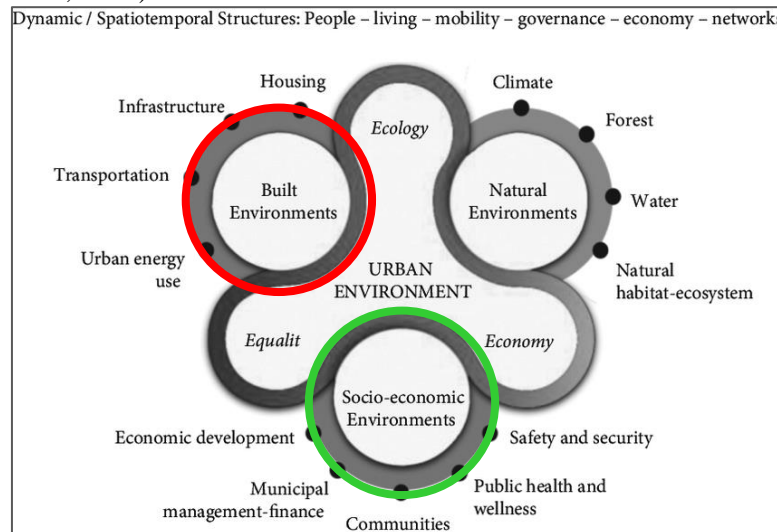 Dynamic / Spatiotemporal Structures: People – living – mobility – governance – economy – networks
Housing
Infrastructure
Transportation
Urban energy
use
Built
Environments
Ecology
Climate
Forest
Water
Natural
habitat-ecosystem
Natural
Environments
URBAN
ENVIRONMENT
Equalit
Economy
Socio-economic
Environments
Economic development
Municipal
management-finance
Communities
Public health and
wellness
Safety and security